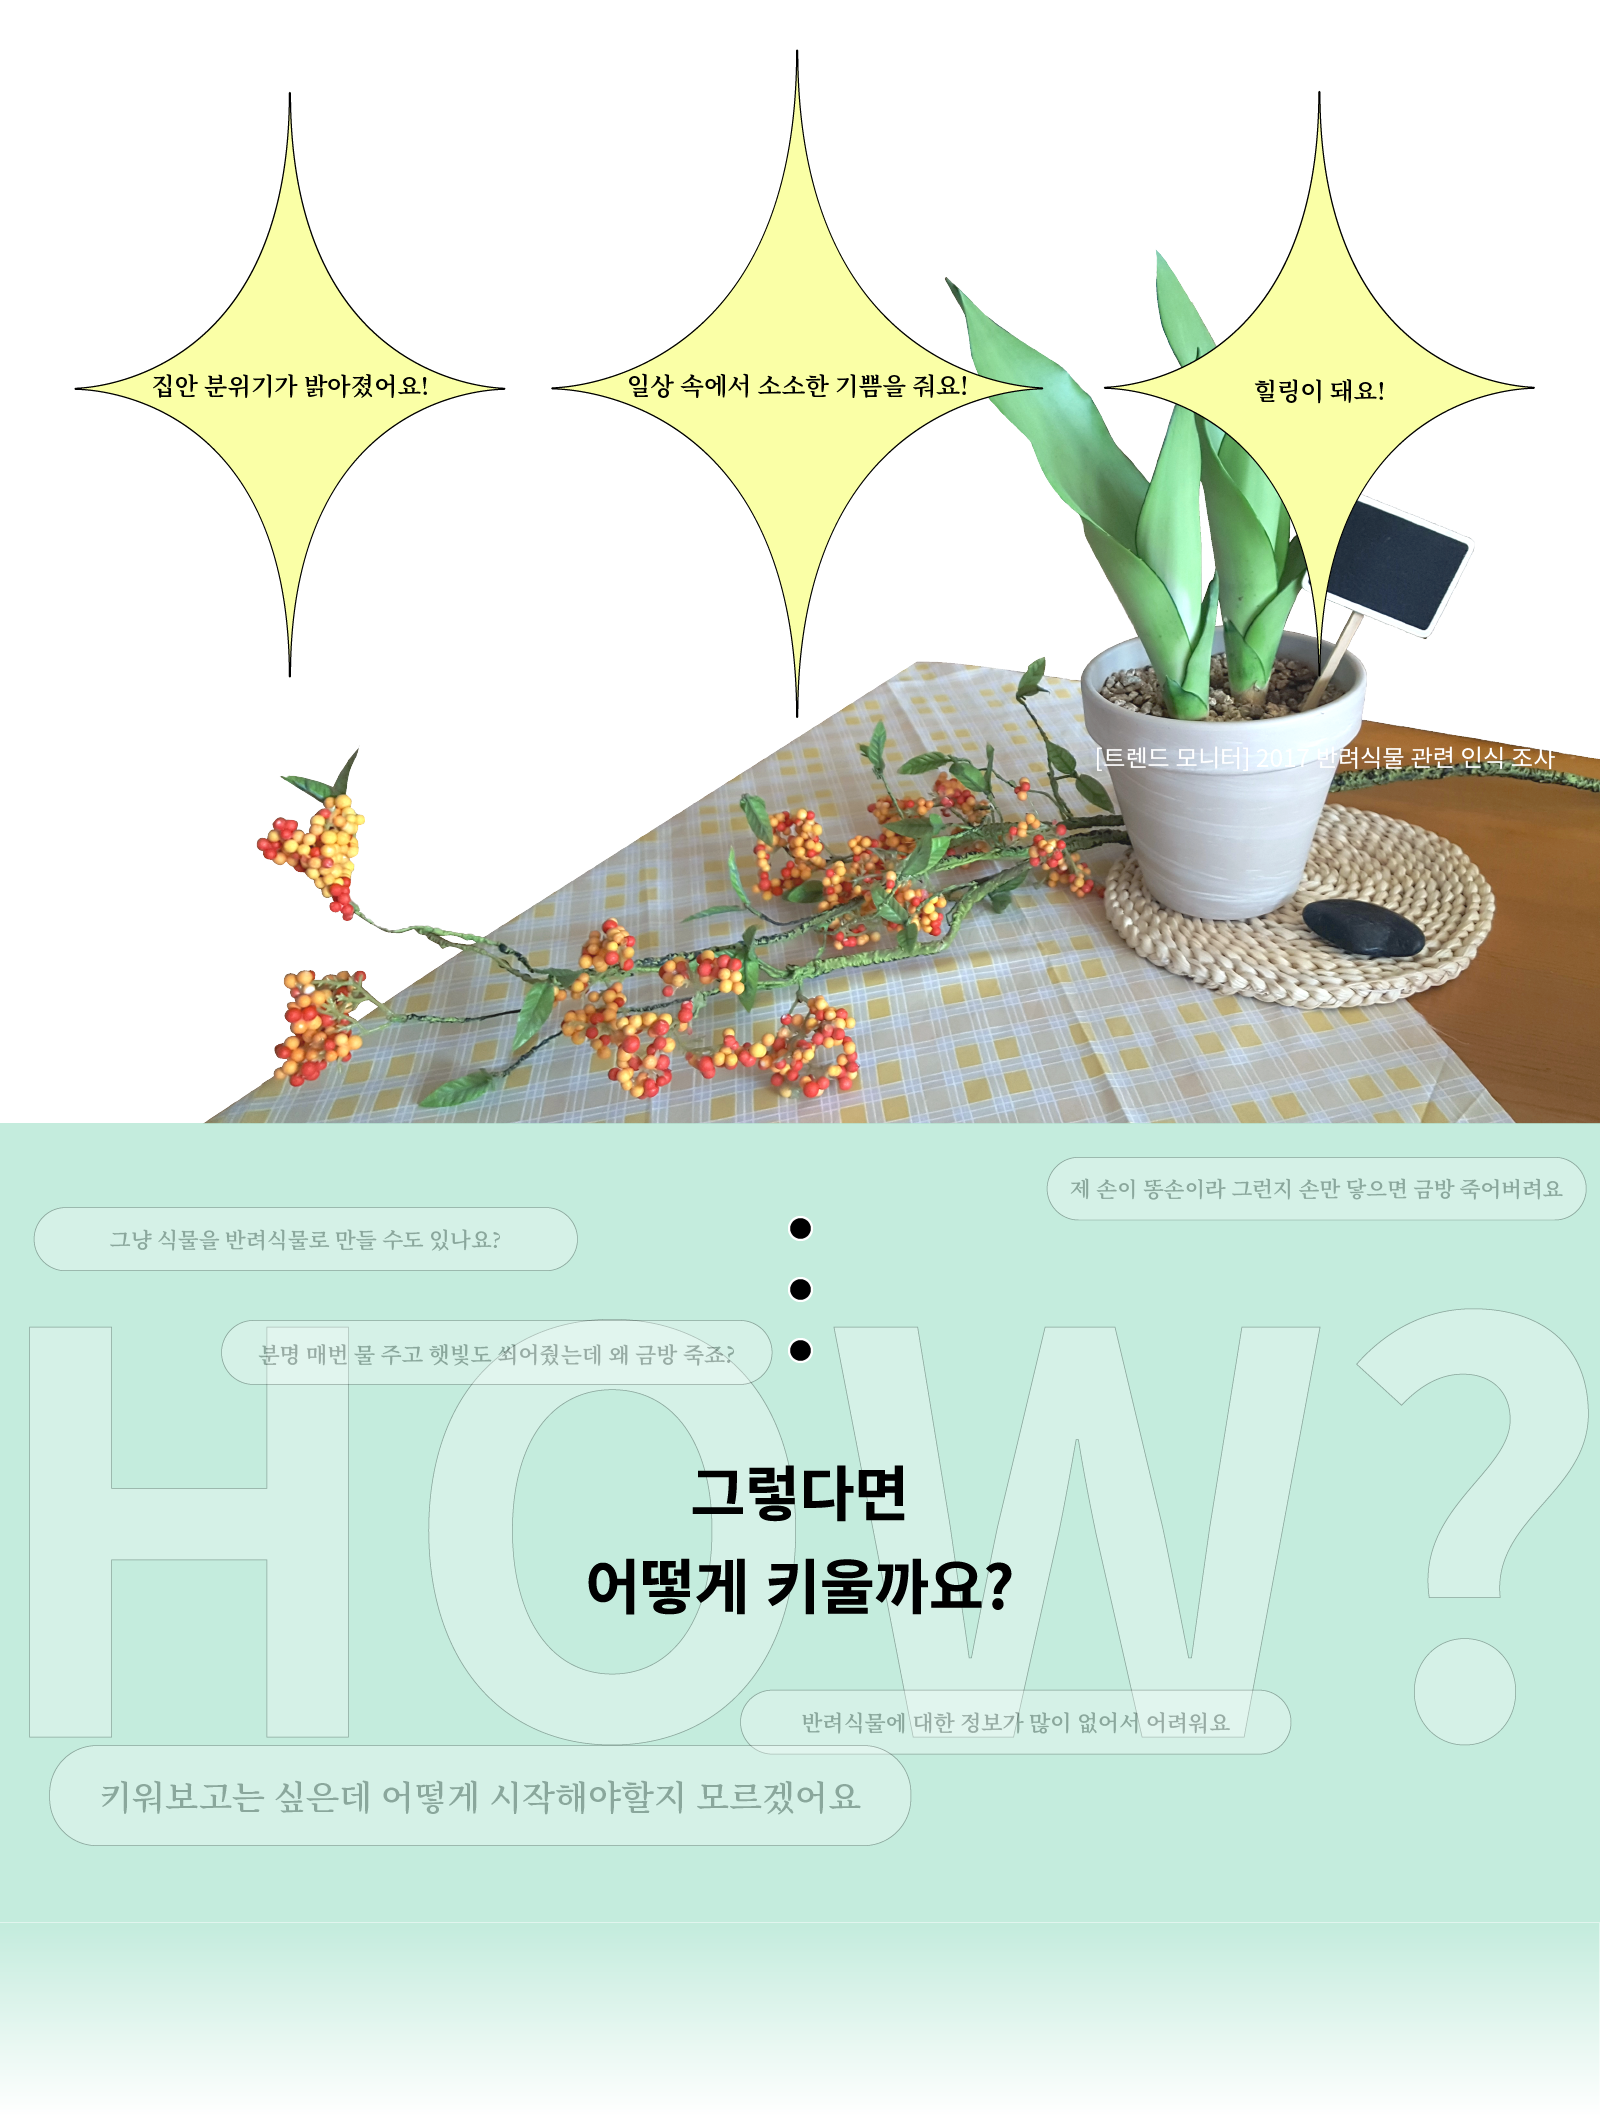 집안 분위기가 밝아졌어요!
일상 속에서 소소한 기쁨을 줘요!
힐링이 돼요!
[트렌드 모니터] 2017 반려식물 관련 인식 조사
제 손이 똥손이라 그런지 손만 닿으면 금방 죽어버려요
그냥 식물을 반려식물로 만들 수도 있나요?
분명 매번 물 주고 햇빛도 쐬어줬는데 왜 금방 죽죠?
HOW?
그렇다면
어떻게 키울까요?
반려식물에 대한 정보가 많이 없어서 어려워요
키워보고는 싶은데 어떻게 시작해야할지 모르겠어요